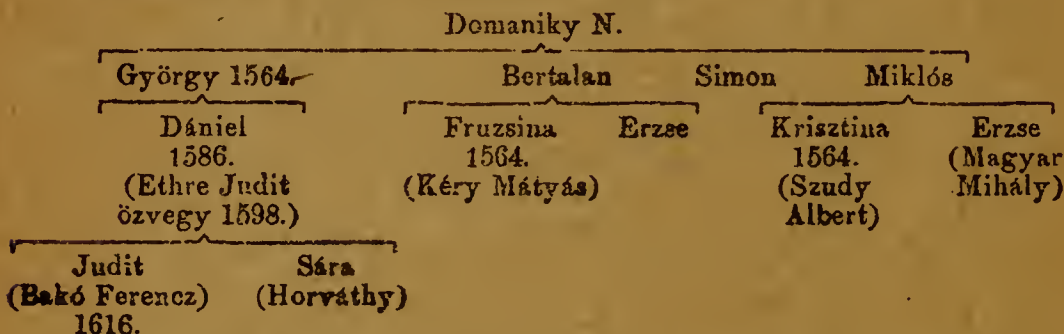 Domaniky N.
György 1564. Bertalan Simon Miklós
Dániel Fruzsina Erzse Krisztina Erzse
1586. 1564. 1564. (Magyar
(Ethre Judit (Kéry Mátyás) (Szudy Mihály)
özvegy 1598.) Albert)
Judit Sára
(Bakó Ferencz) (Horváthy)
1616.